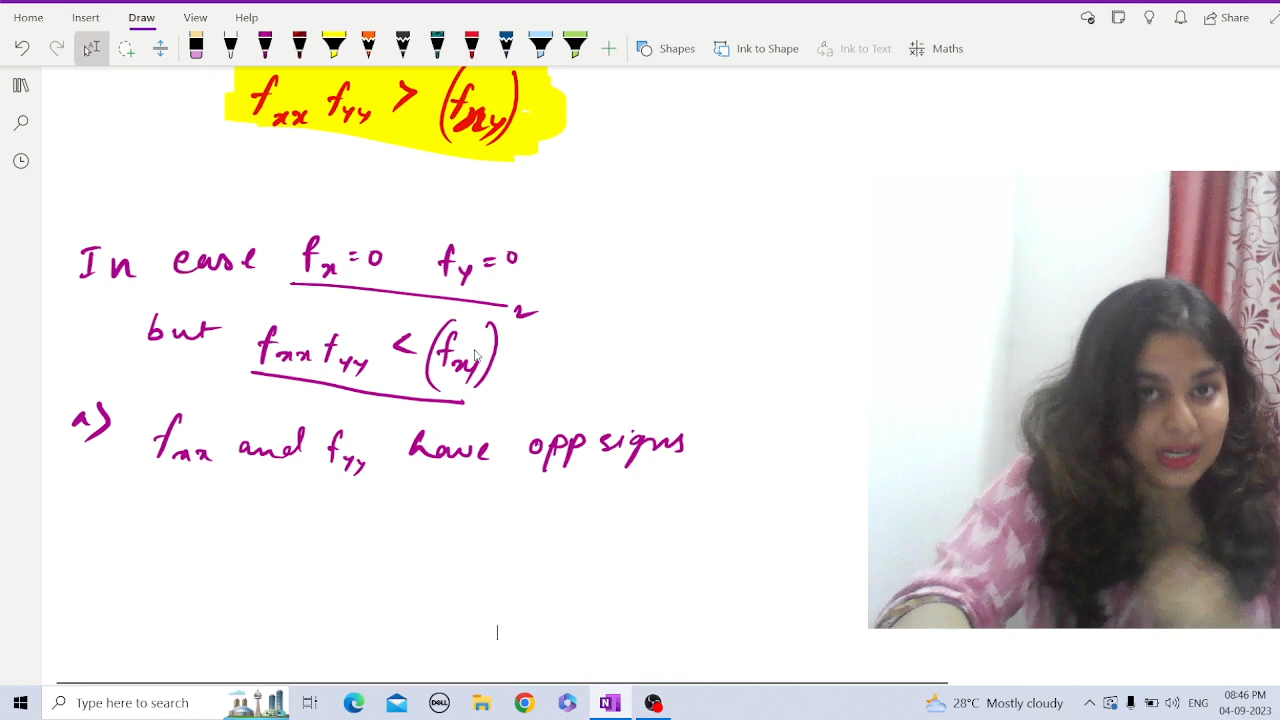 Home Insert Draw View Help Share
Shapes Ink to Shape Ink to Text Maths
fxx fyy > (fxy)
In case fx = 0 fy = 0
but fxx fyy < (fxy)²
a) fxx and fyy have opp signs
Type here to search
DELL
28°C Mostly cloudy ENG 8:46 PM
04-09-2023